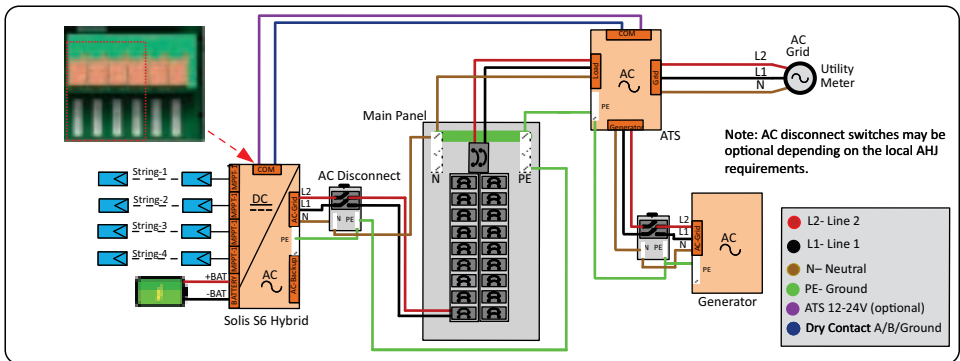 COM
AC
Grid
L2
L1
N
Utility
Meter
Load
AC
Grid
PE
Generator
ATS
Main Panel
N
PE
Note: AC disconnect switches may be
optional depending on the local AHJ
requirements.
String-1
String-2
String-3
String-4
+BAT
-BAT
MPPT-1
MPPT-1
MPPT-1
MPPT-1
BATTERY
COM
DC
AC
AC-Grid
PE
AC-Backup
Solis S6 Hybrid
L2
L1
N
AC Disconnect
N PE
N PE
L2
L1
N
AC-Grid
PE
AC
Generator
L2- Line 2
L1- Line 1
N– Neutral
PE- Ground
ATS 12-24V (optional)
Dry Contact A/B/Ground